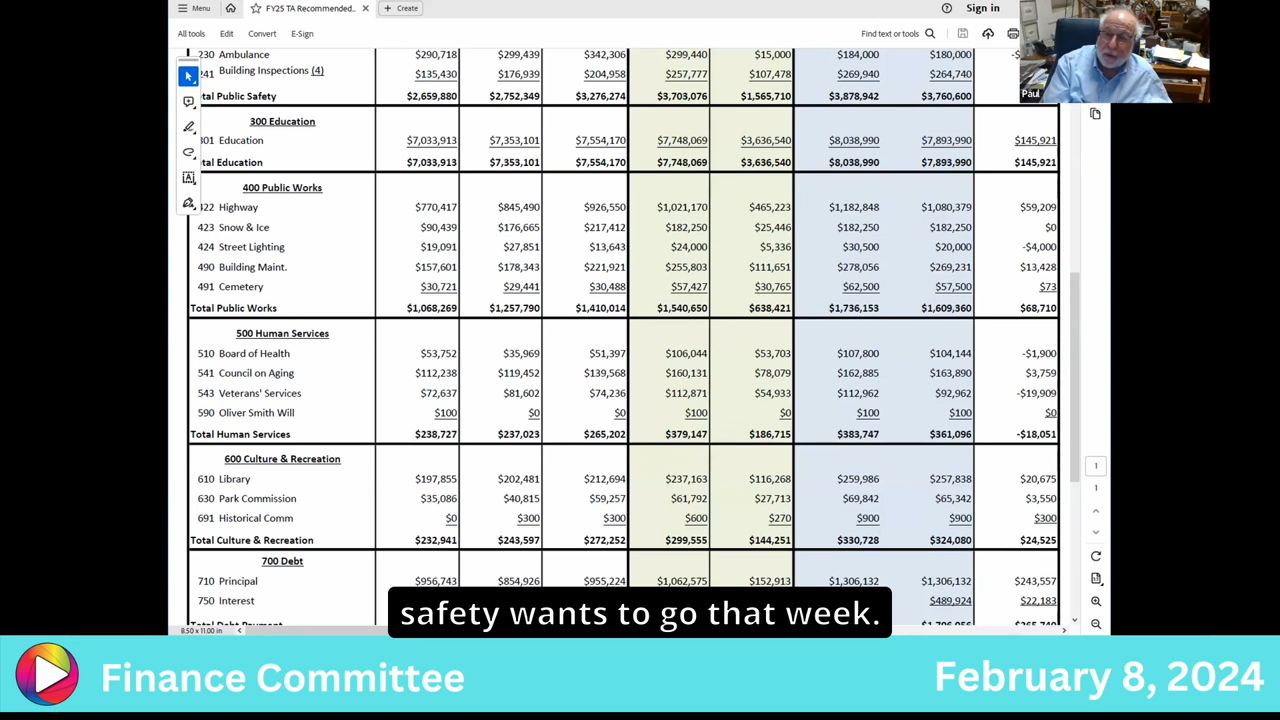 Menu FY25 TA Recommended.. Create Sign in
All tools Edit Convert E-Sign Find text or tools
230 Ambulance $290,718 $299,439 $342,306 $299,440 $15,000 $184,000 $180,000
241 Building Inspections (4) $135,430 $176,939 $204,958 $257,777 $107,478 $269,940 $264,740
Total Public Safety $2,659,880 $2,752,349 $3,276,274 $3,703,076 $1,565,710 $3,878,942 $3,760,600
Paul
300 Education
301 Education $7,033,913 $7,353,101 $7,554,170 $7,748,069 $3,636,540 $8,038,990 $7,893,990 $145,921
Total Education $7,033,913 $7,353,101 $7,554,170 $7,748,069 $3,636,540 $8,038,990 $7,893,990 $145,921
400 Public Works
422 Highway $770,417 $845,490 $926,550 $1,021,170 $465,223 $1,182,848 $1,080,379 $59,209
423 Snow & Ice $90,439 $176,665 $217,412 $182,250 $25,446 $182,250 $182,250 $0
424 Street Lighting $19,091 $27,851 $13,643 $24,000 $5,336 $30,500 $20,000 -$4,000
490 Building Maint. $157,601 $178,343 $221,921 $255,803 $111,651 $278,056 $269,231 $13,428
491 Cemetery $30,721 $29,441 $30,488 $57,427 $30,765 $62,500 $57,500 $73
Total Public Works $1,068,269 $1,257,790 $1,410,014 $1,540,650 $638,421 $1,736,153 $1,609,360 $68,710
500 Human Services
510 Board of Health $53,752 $35,969 $51,397 $106,044 $53,703 $107,800 $104,144 -$1,900
541 Council on Aging $112,238 $119,452 $139,568 $160,131 $78,079 $162,885 $163,890 $3,759
543 Veterans' Services $72,637 $81,602 $74,236 $112,871 $54,933 $112,962 $92,962 -$19,909
590 Oliver Smith Will $100 $0 $0 $100 $0 $100 $100 $0
Total Human Services $238,727 $237,023 $265,202 $379,147 $186,715 $383,747 $361,096 -$18,051
600 Culture & Recreation
610 Library $197,855 $202,481 $212,694 $237,163 $116,268 $259,986 $257,838 $20,675
630 Park Commission $35,086 $40,815 $59,257 $61,792 $27,713 $69,842 $65,342 $3,550
691 Historical Comm $0 $300 $300 $600 $270 $900 $900 $300
Total Culture & Recreation $232,941 $243,597 $272,252 $299,555 $144,251 $330,728 $324,080 $24,525
700 Debt
710 Principal $956,743 $854,926 $955,224 $1,062,575 $152,913 $1,306,132 $1,306,132 $243,557
750 Interest $489,924 $22,183
1
1
safety wants to go that week.
8.50 x 11.00 in
Finance Committee February 8, 2024